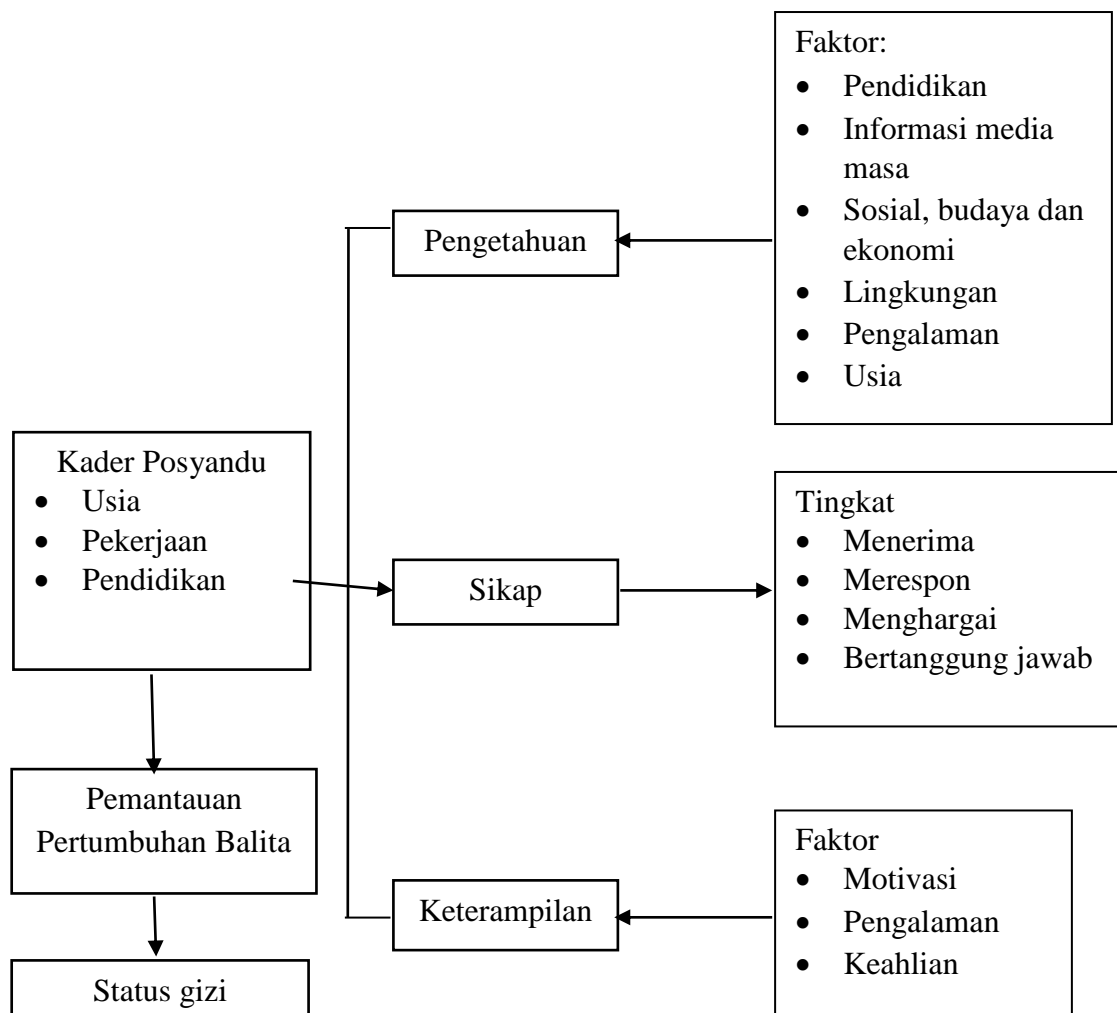 Faktor:
• Pendidikan
• Informasi media
masa
• Sosial, budaya dan
ekonomi
• Lingkungan
• Pengalaman
• Usia
Pengetahuan
Kader Posyandu
• Usia
• Pekerjaan
• Pendidikan
Sikap
Tingkat
• Menerima
• Merespon
• Menghargai
• Bertanggung jawab
Pemantauan
Pertumbuhan Balita
Keterampilan
Faktor
• Motivasi
• Pengalaman
• Keahlian
Status gizi